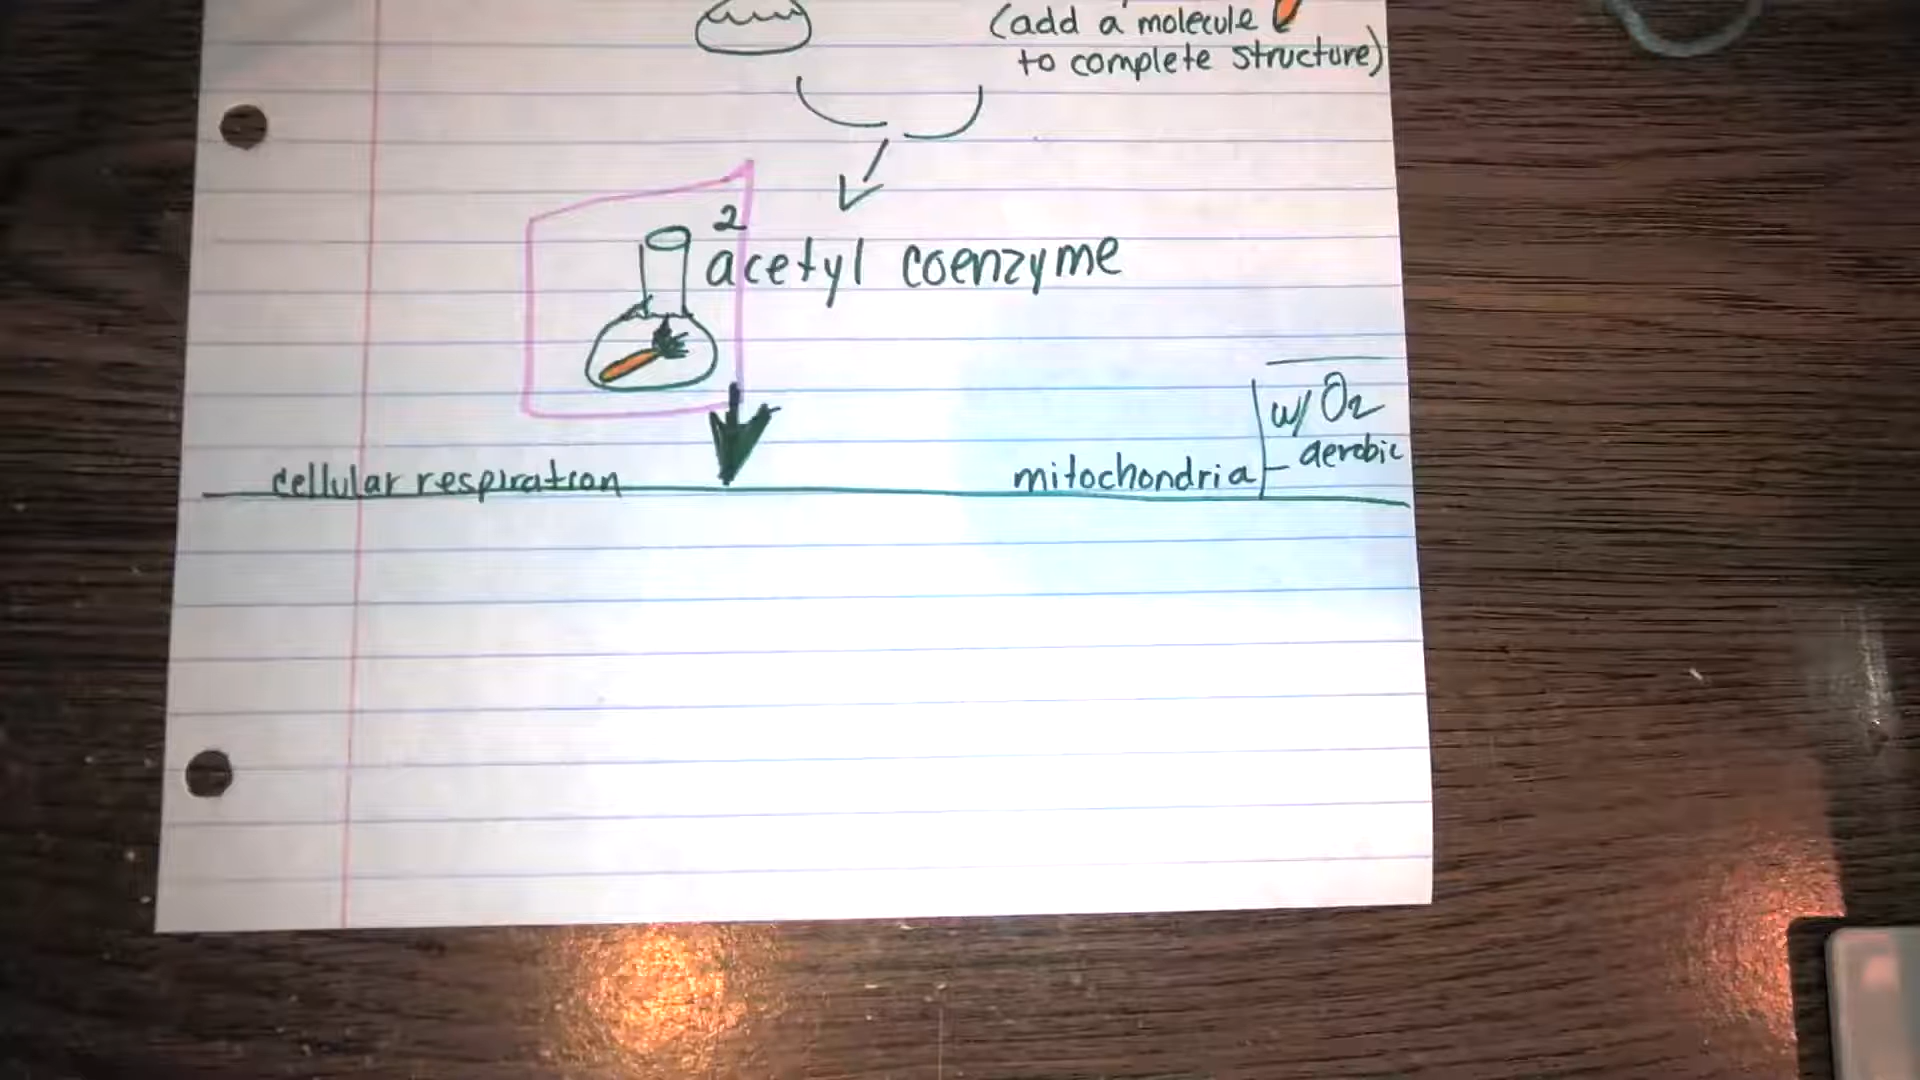 (add a molecule
to complete structure)
2
acetyl coenzyme
w/ O2
aerobic
cellular respiration
mitochondria